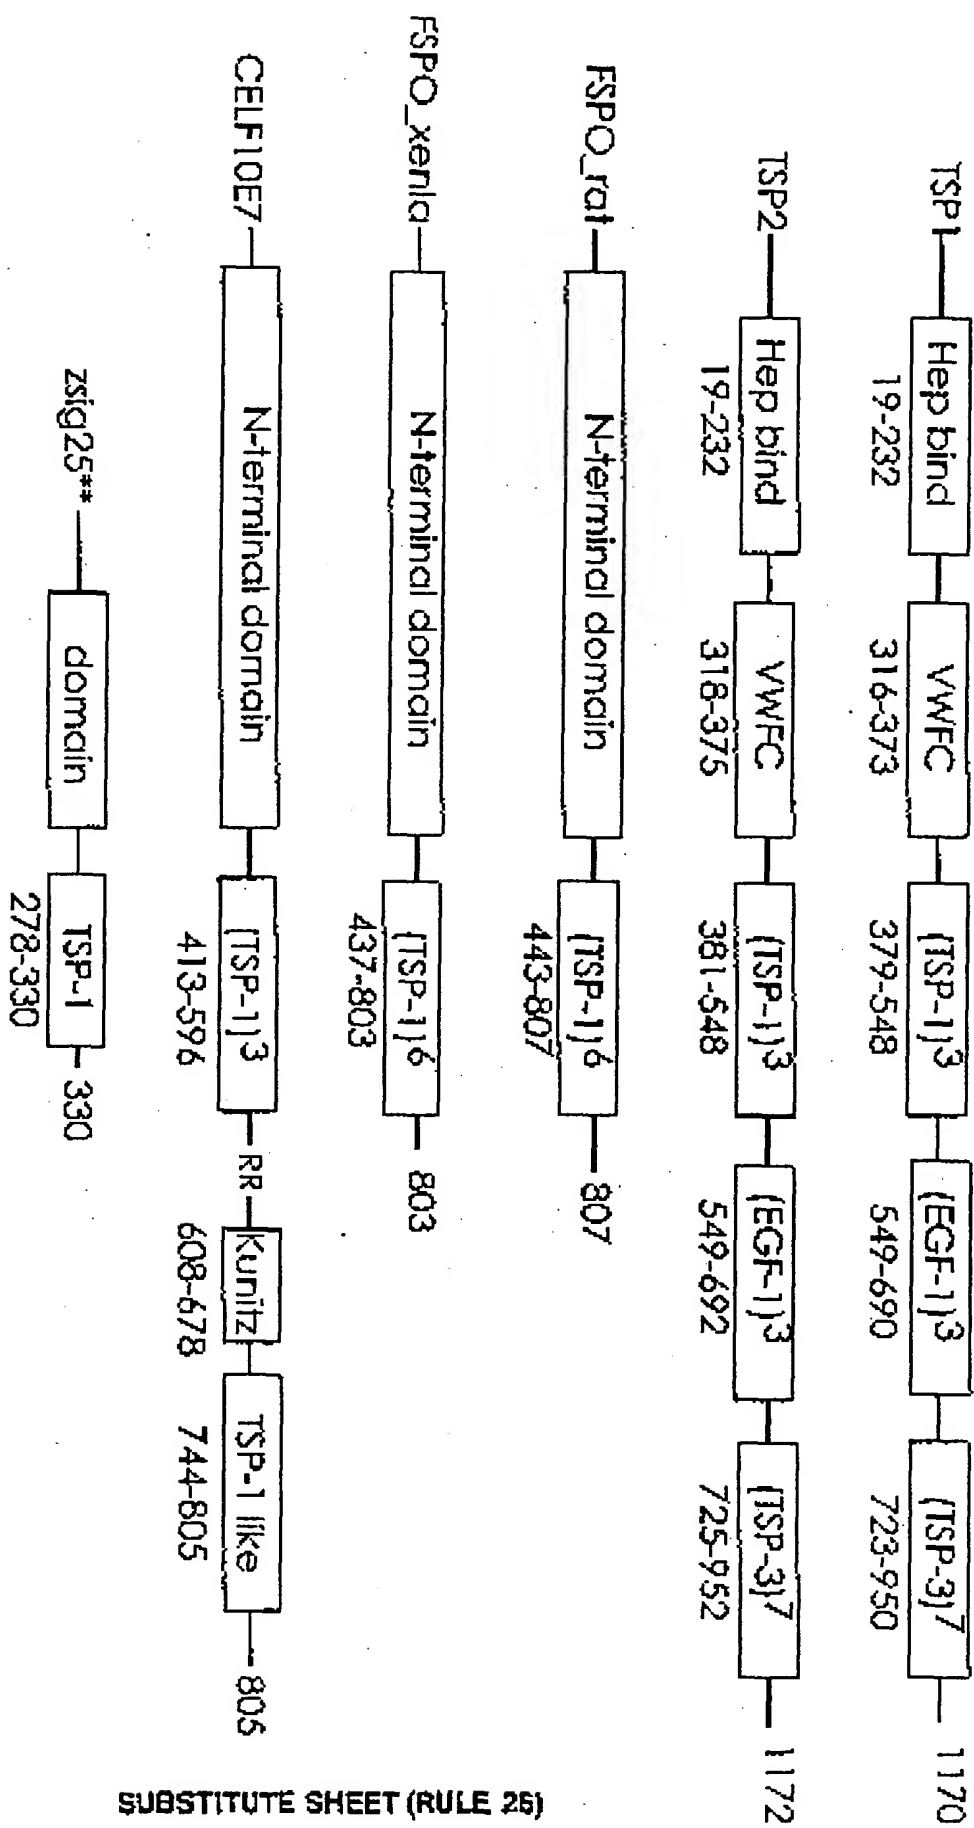 TSP1 Hep bind VWFC (TSP-1)3 (EGF-1)3 (TSP-3)7 1170
19-232 316-373 379-548 549-690 723-950
TSP2 Hep bind VWFC (TSP-1)3 (EGF-1)3 (TSP-3)7 1172
19-232 318-375 381-548 549-692 725-952
FSPO_rat N-terminal domain (TSP-1)6 807
443-807
FSPO_xenla N-terminal domain (TSP-1)6 803
437-803
CELF10E7 N-terminal domain (TSP-1)3 RR Kunitz TSP-1 like 805
413-596 608-678 744-805
zsig25** domain TSP-1 330
278-330
SUBSTITUTE SHEET (RULE 26)